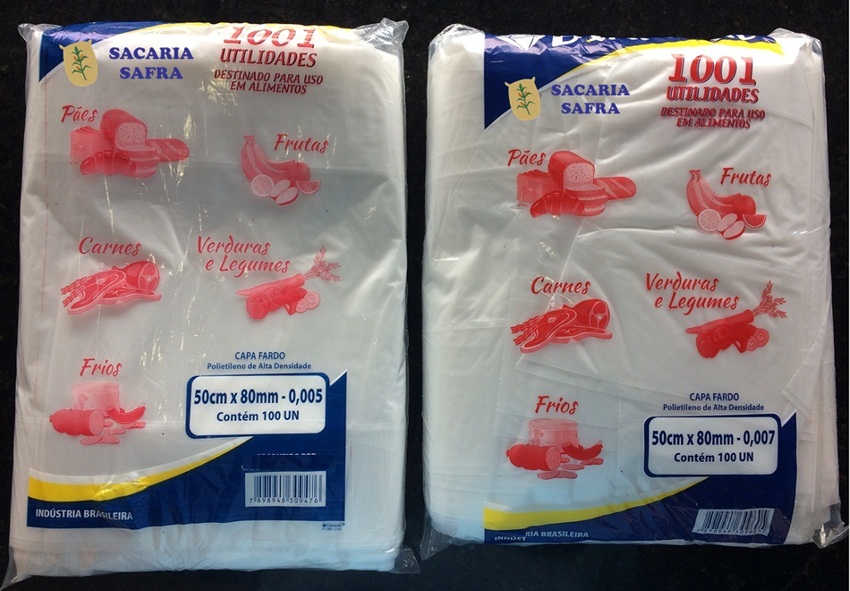 SACARIA
SAFRA
1001
UTILIDADES
DESTINADO PARA USO
EM ALIMENTOS
Pães
Frutas
Carnes
Verduras
e Legumes
Frios
CAPA FARDO
Polietileno de Alta Densidade
50cm x 80mm - 0,005
Contém 100 UN
7898948309476
INDÚSTRIA BRASILEIRA
SACARIA
SAFRA
1001
UTILIDADES
DESTINADO PARA USO
EM ALIMENTOS
Pães
Frutas
Carnes
Verduras
e Legumes
Frios
CAPA FARDO
Polietileno de Alta Densidade
50cm x 80mm - 0,007
Contém 100 UN
BRASILEIRA